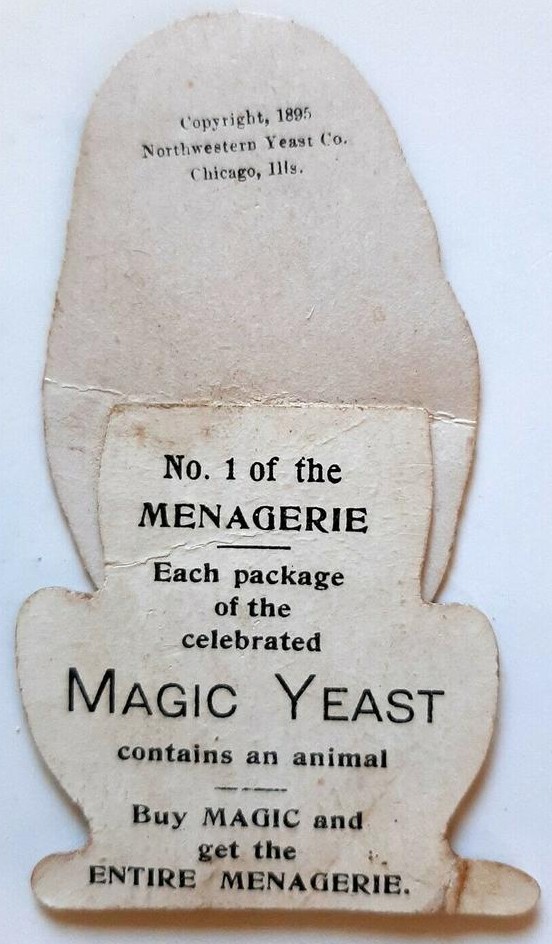 Copyright, 1895
Northwestern Yeast Co.
Chicago, Ills.
No. 1 of the
MENAGERIE
Each package
of the
celebrated
MAGIC YEAST
contains an animal
Buy MAGIC and
get the
ENTIRE MENAGERIE.